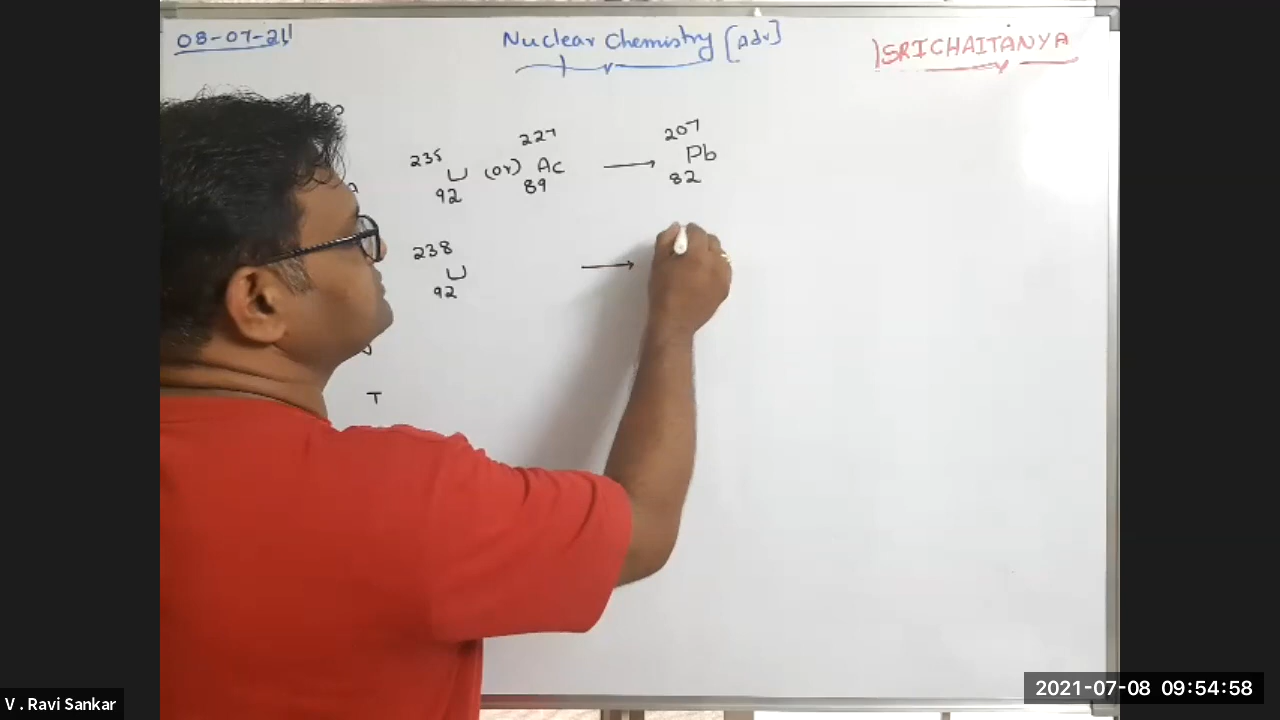 08-07-21
Nuclear Chemistry [Adv]
SRICHAITANYA
235 U 92 (or) 227 Ac 89 → 207 Pb 82
238 U 92 →
T
V . Ravi Sankar
2021-07-08 09:54:58